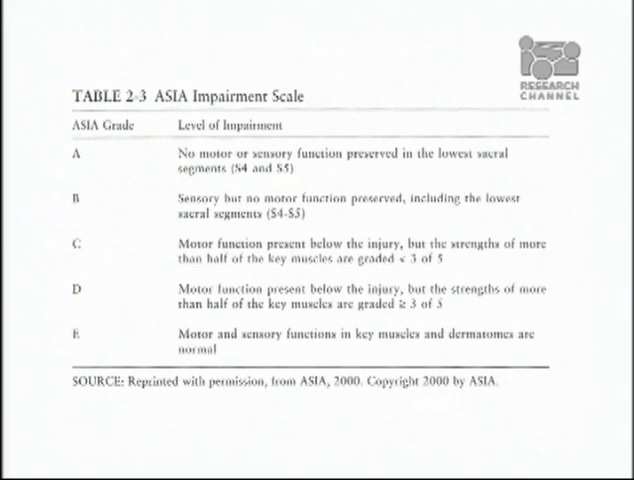 RESEARCH
CHANNEL
TABLE 2-3 ASIA Impairment Scale
ASIA Grade Level of Impairment
A No motor or sensory function preserved in the lowest sacral
segments (S4 and S5)
B Sensory but no motor function preserved, including the lowest
sacral segments (S4-S5)
C Motor function present below the injury, but the strengths of more
than half of the key muscles are graded < 3 of 5
D Motor function present below the injury, but the strengths of more
than half of the key muscles are graded ≥ 3 of 5
E Motor and sensory functions in key muscles and dermatomes are
normal
SOURCE: Reprinted with permission, from ASIA, 2000. Copyright 2000 by ASIA.